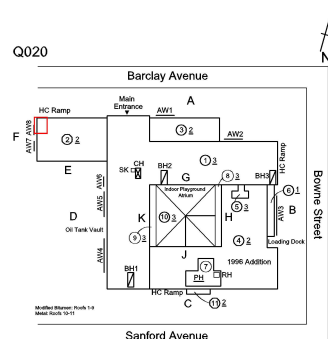 Q020
N
Barclay Avenue
HC Ramp
Main
Entrance
AW1
A
AW8
AW7
F
2 2
3 2
AW2
E
HC Ramp
1 3
SK
CH
BH2
BH3
G
8 3
6 1
AW6
AW5
Indoor Playground
Atrium
5 3
AW3
B
Bowne Street
D
Oil Tank Vault
K
10 3
H
9 3
4 2
Loading Dock
J
1996 Addition
AW4
7
BH1
PH
RH
HC Ramp
C
11 2
Modified Bitumen: Roofs 1-9
Metal: Roofs 10-11
Sanford Avenue